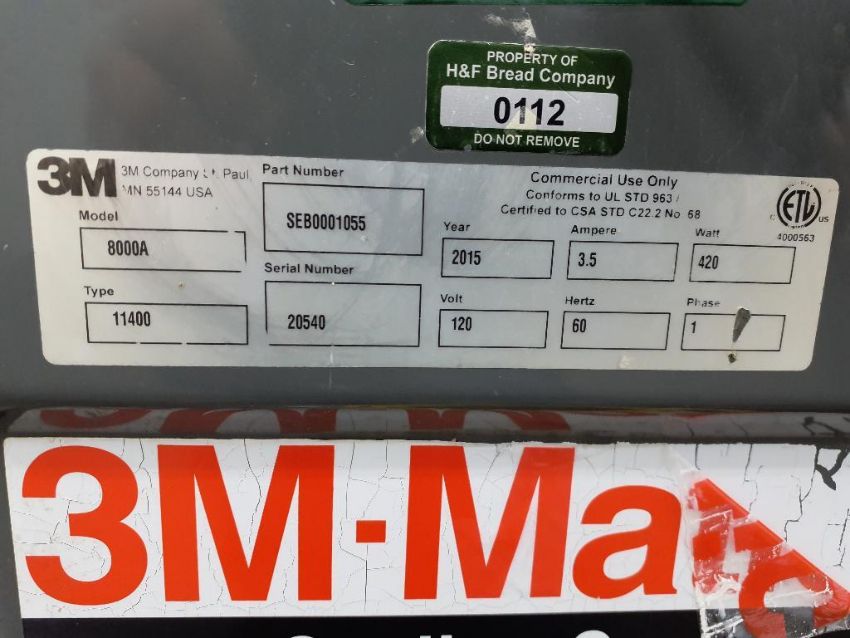 PROPERTY OF
H&F Bread Company
0112
DO NOT REMOVE
3M
3M Company St. Paul
MN 55144 USA
Part Number
SEB0001055
Commercial Use Only
Conforms to UL STD 963 /
Certified to CSA STD C22.2 No 68
C ETL US
4000563
Model
8000A
Year
2015
Ampere
3.5
Watt
420
Serial Number
20540
Type
11400
Volt
120
Hertz
60
Phase
1
3M-Ma